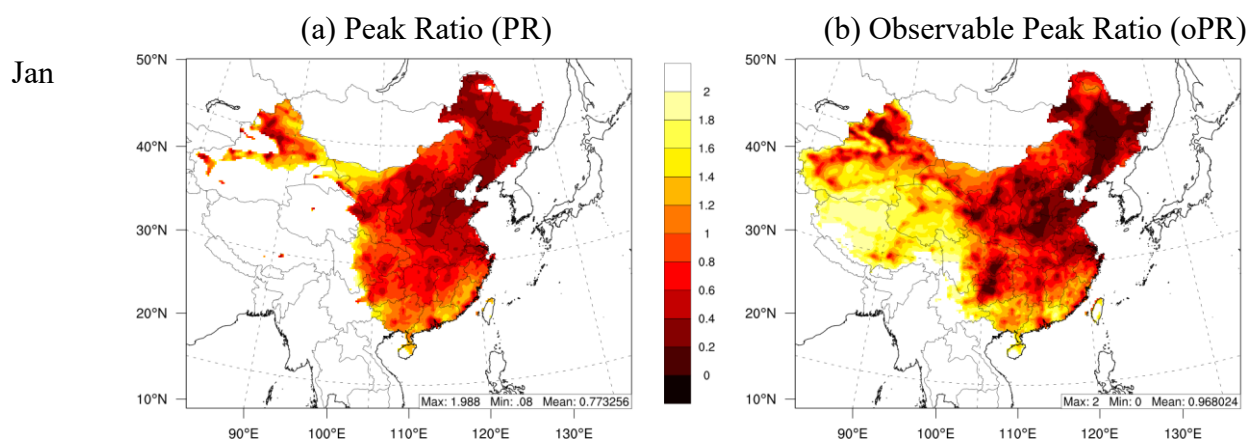 (a) Peak Ratio (PR)
(b) Observable Peak Ratio (oPR)
Jan
50°N
40°N
30°N
20°N
10°N
90°E
100°E
110°E
120°E
130°E
Max: 1.988 Min: .08 Mean: 0.773256
2
1.8
1.6
1.4
1.2
1
0.8
0.6
0.4
0.2
0
50°N
40°N
30°N
20°N
10°N
90°E
100°E
110°E
120°E
130°E
Max: 2 Min: 0 Mean: 0.968024